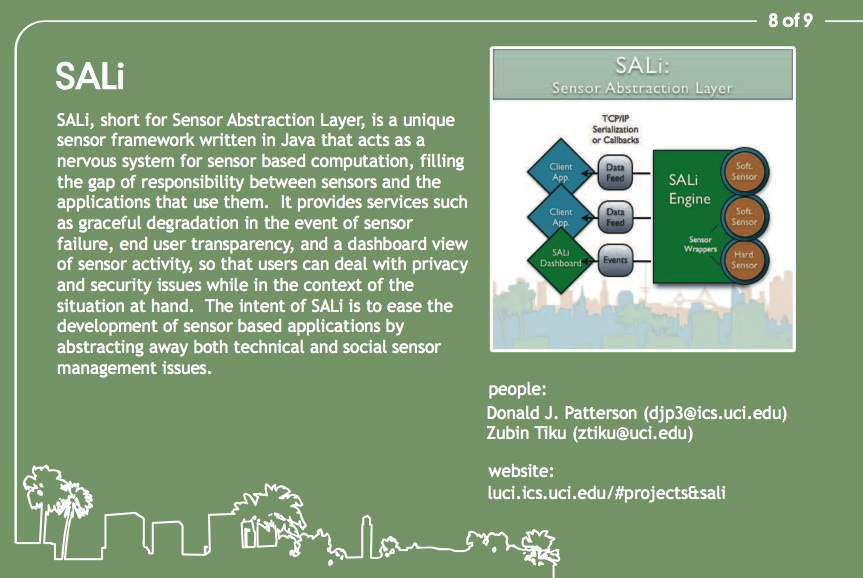 8 of 9
SALi
SALi, short for Sensor Abstraction Layer, is a unique
sensor framework written in Java that acts as a
nervous system for sensor based computation, filling
the gap of responsibility between sensors and the
applications that use them.  It provides services such
as graceful degradation in the event of sensor
failure, end user transparency, and a dashboard view
of sensor activity, so that users can deal with privacy
and security issues while in the context of the
situation at hand.  The intent of SALi is to ease the
development of sensor based applications by
abstracting away both technical and social sensor
management issues.
SALi:
Sensor Abstraction Layer
TCP/IP
Serialization
or Callbacks
Client
App.
Data
Feed
Client
App.
Data
Feed
SALi
Dashboard
Events
SALi
Engine
Sensor
Wrappers
Soft.
Sensor
Soft.
Sensor
Hard.
Sensor
people:
Donald J. Patterson (djp3@ics.uci.edu)
Zubin Tiku (ztiku@uci.edu)
website:
luci.ics.uci.edu/#projects&sali